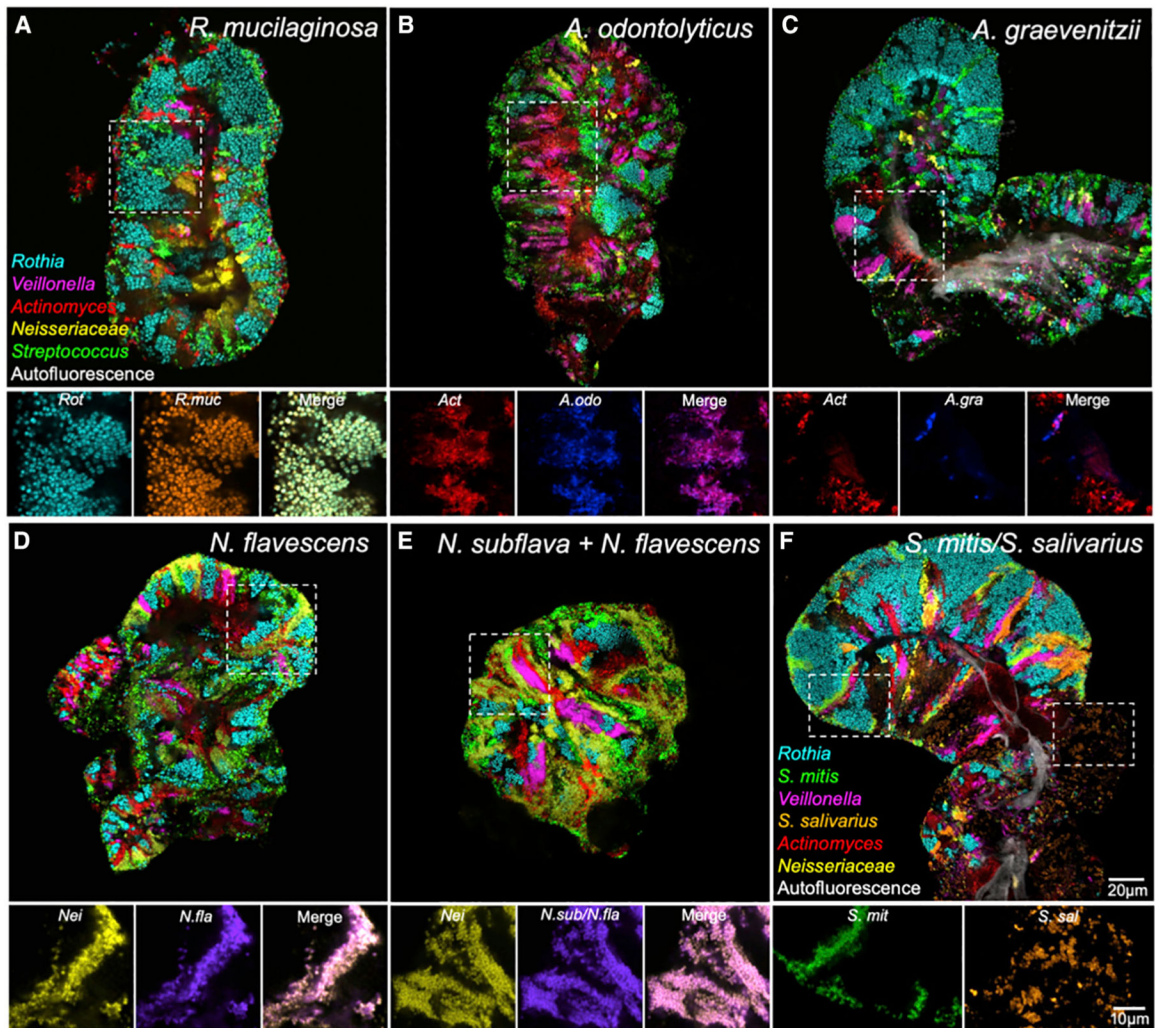 A
R. mucilaginosa
B
A. odontolyticus
C
A. graevenitzii
Rothia
Veillonella
Actinomyces
Neisseriaceae
Streptococcus
Autofluorescence
Rot
R.muc
Merge
Act
A.odo
Merge
Act
A.gra
Merge
D
N. flavescens
E
N. subflava + N. flavescens
F
S. mitis/S. salivarius
Rothia
S. mitis
Veillonella
S. salivarius
Actinomyces
Neisseriaceae
Autofluorescence
20µm
Nei
N.fla
Merge
Nei
N.sub/N.fla
Merge
S. mit
S. sal
10µm